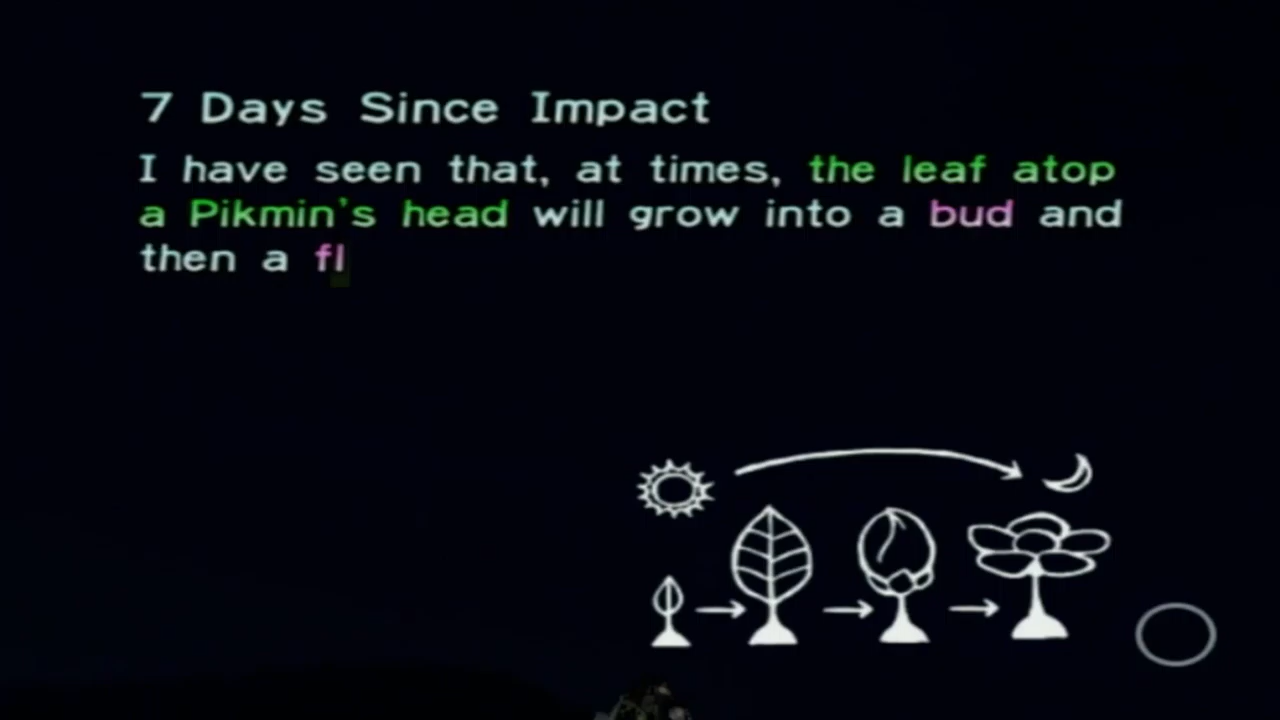 7 Days Since Impact
I have seen that, at times, the leaf atop
a Pikmin's head will grow into a bud and
then a fl